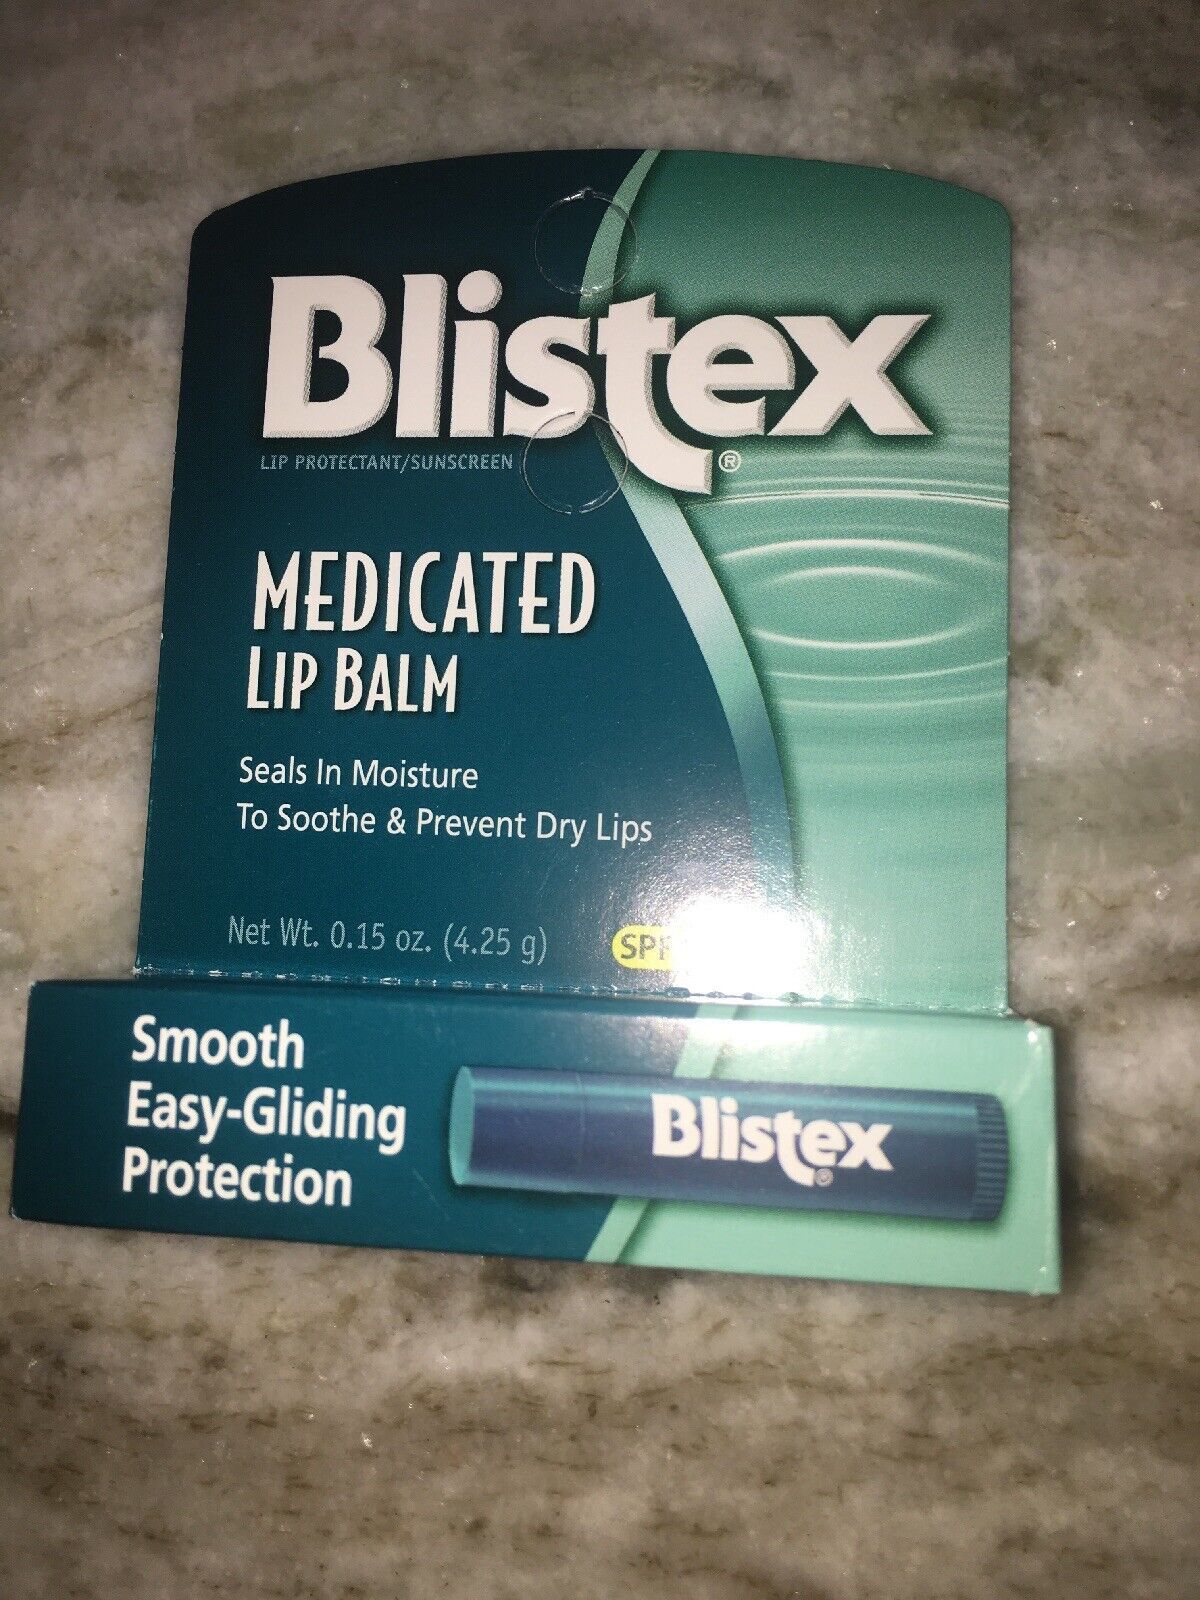 Blistex®
LIP PROTECTANT/SUNSCREEN
MEDICATED
LIP BALM
Seals In Moisture
To Soothe & Prevent Dry Lips
Net Wt. 0.15 oz. (4.25 g)
SPF
Smooth
Easy-Gliding
Protection
Blistex®